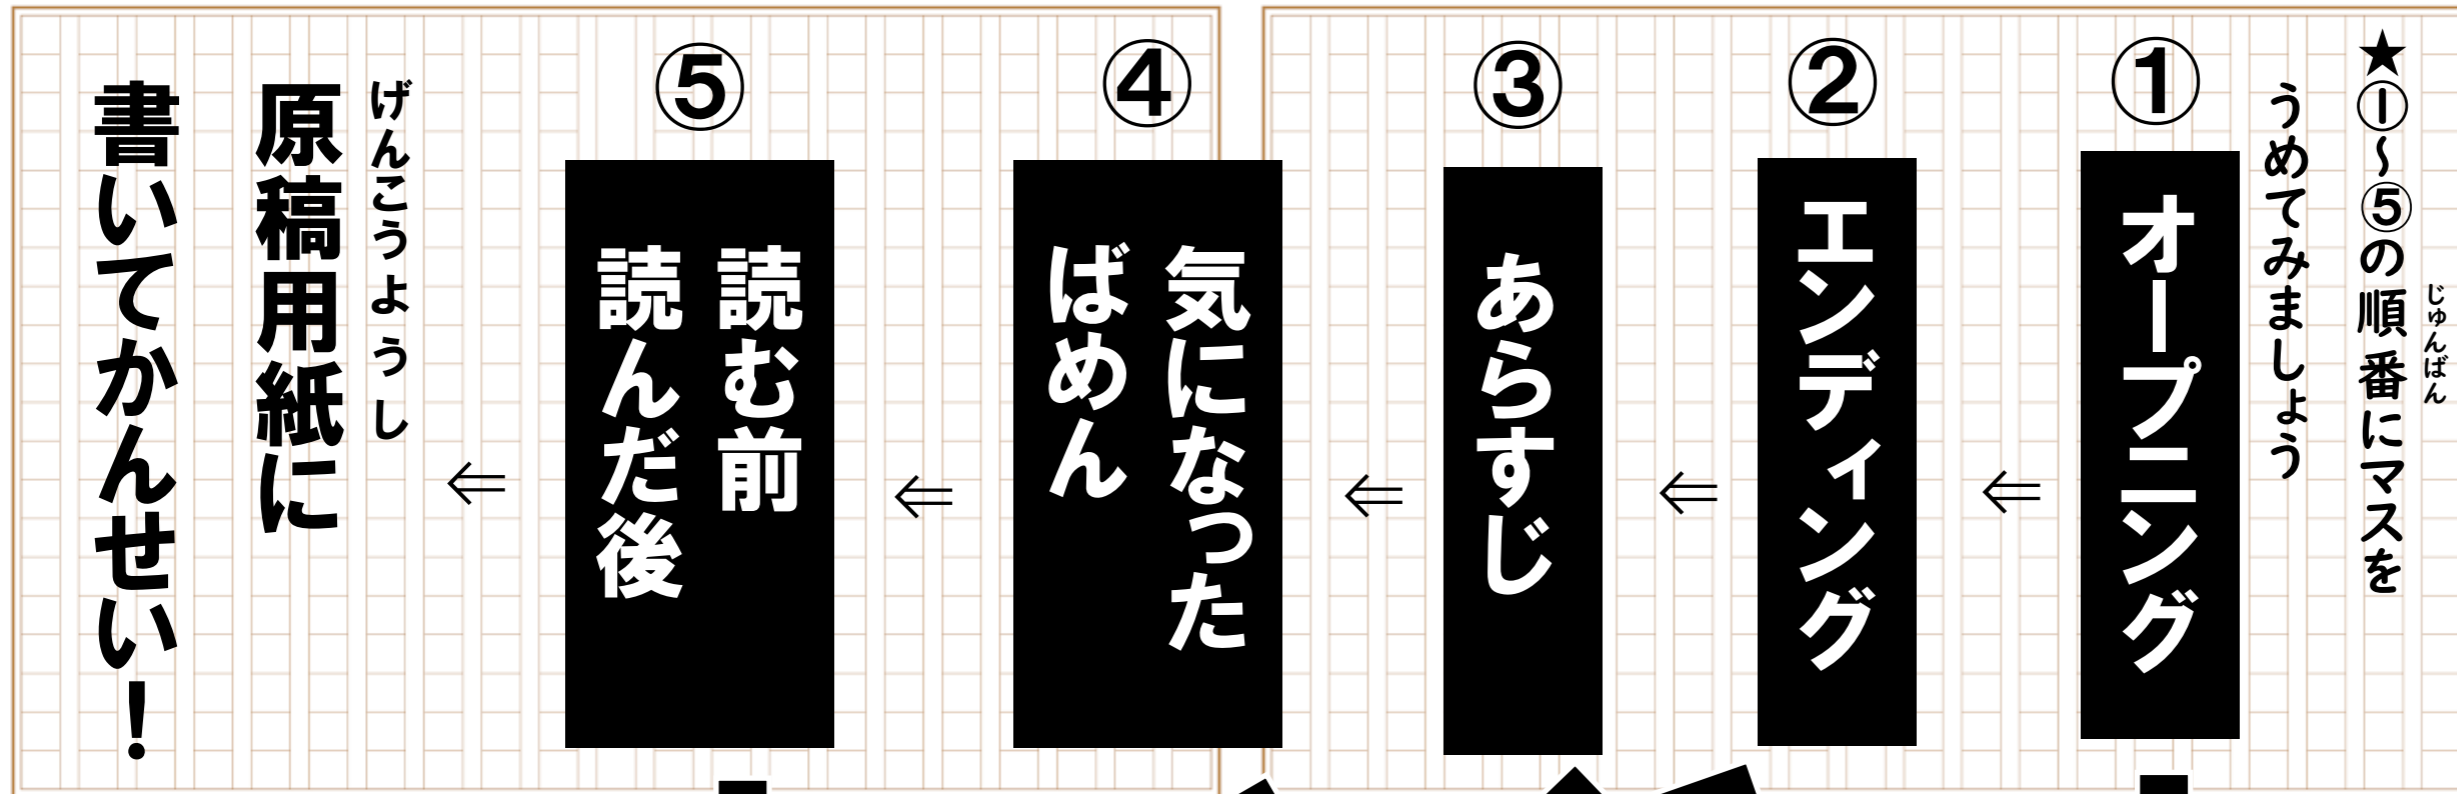 ★①～⑤の順番にマスを
じゅんばん
うめてみましょう
①
オープニング
⇐
②
エンディング
⇐
③
あらすじ
⇐
④
気になった
ばめん
⇐
⑤
読む前
読んだ後
⇐
げんこうようし
原稿用紙に
書いてかんせい！